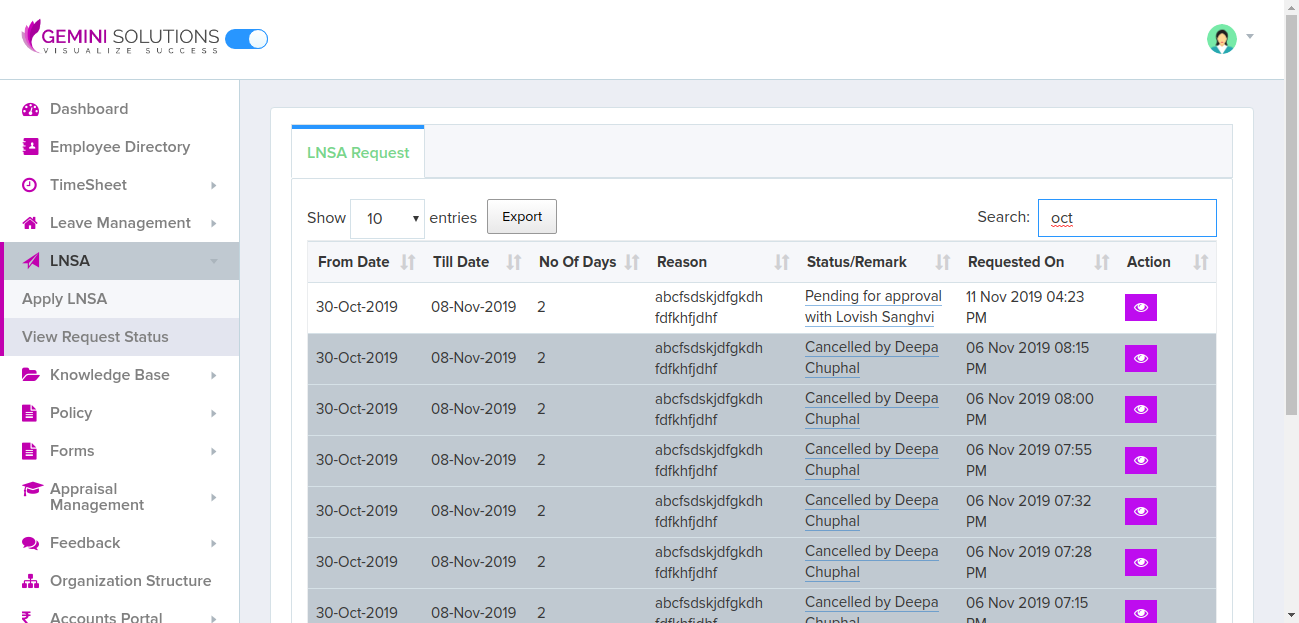 GEMINI SOLUTIONS
VISUALIZE SUCCESS
Dashboard
Employee Directory
TimeSheet
Leave Management
LNSA
Apply LNSA
View Request Status
Knowledge Base
Policy
Forms
Appraisal
Management
Feedback
Organization Structure
Accounts Portal
LNSA Request
Show 10 entries Export Search: oct
From Date Till Date No Of Days Reason Status/Remark Requested On Action
30-Oct-2019 08-Nov-2019 2 abcfsdskjdfgkdh Pending for approval 11 Nov 2019 04:23
fdfkhfjdhf with Lovish Sanghvi PM
30-Oct-2019 08-Nov-2019 2 abcfsdskjdfgkdh Cancelled by Deepa 06 Nov 2019 08:15
fdfkhfjdhf Chuphal PM
30-Oct-2019 08-Nov-2019 2 abcfsdskjdfgkdh Cancelled by Deepa 06 Nov 2019 08:00
fdfkhfjdhf Chuphal PM
30-Oct-2019 08-Nov-2019 2 abcfsdskjdfgkdh Cancelled by Deepa 06 Nov 2019 07:55
fdfkhfjdhf Chuphal PM
30-Oct-2019 08-Nov-2019 2 abcfsdskjdfgkdh Cancelled by Deepa 06 Nov 2019 07:32
fdfkhfjdhf Chuphal PM
30-Oct-2019 08-Nov-2019 2 abcfsdskjdfgkdh Cancelled by Deepa 06 Nov 2019 07:28
fdfkhfjdhf Chuphal PM
30-Oct-2019 08-Nov-2019 2 abcfsdskjdfgkdh Cancelled by Deepa 06 Nov 2019 07:15
fdfkhfjdhf Chuphal PM